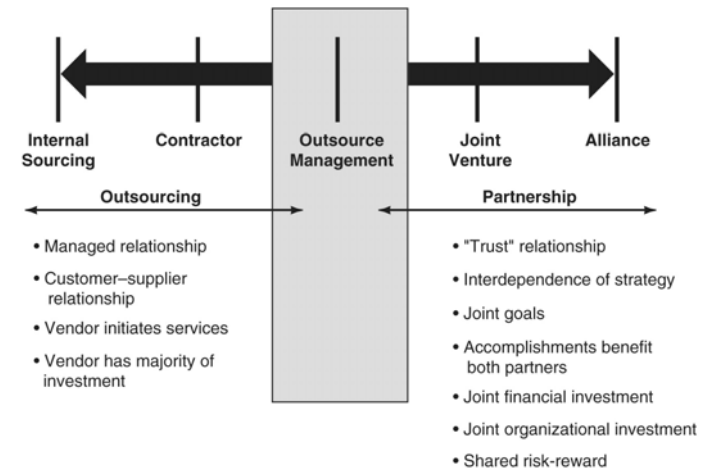 Internal
Sourcing
Contractor
Outsource
Management
Joint
Venture
Alliance
Outsourcing
• Managed relationship
• Customer–supplier
relationship
• Vendor initiates services
• Vendor has majority of
investment
Partnership
• "Trust" relationship
• Interdependence of strategy
• Joint goals
• Accomplishments benefit
both partners
• Joint financial investment
• Joint organizational investment
• Shared risk-reward